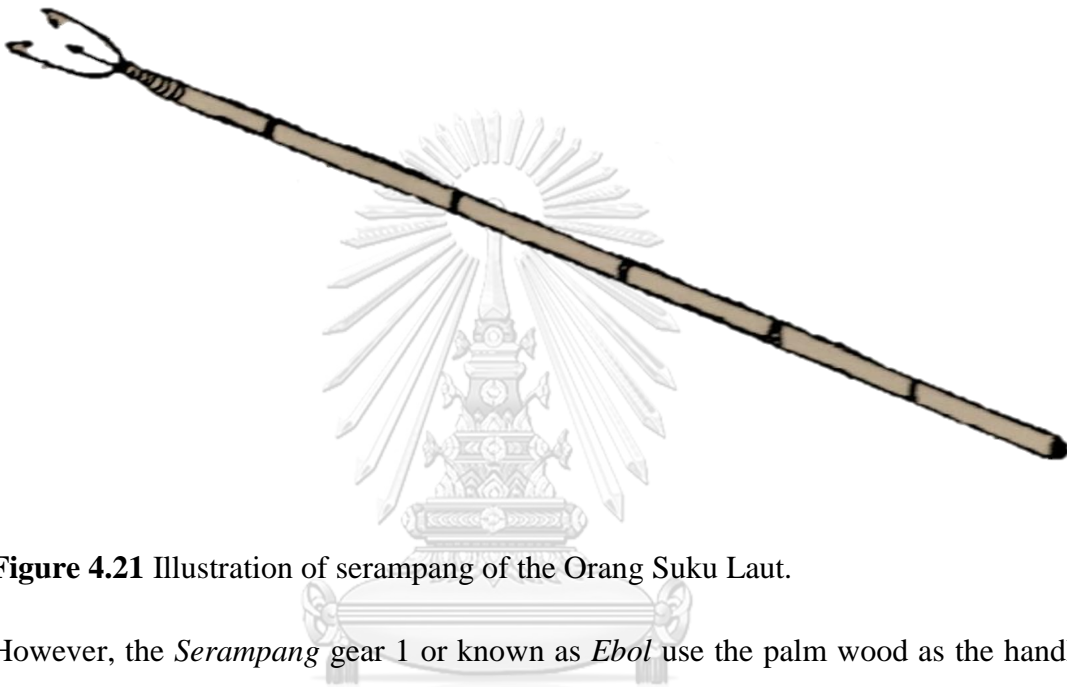 Figure 4.21 Illustration of serampang of the Orang Suku Laut.
However, the Serampang gear 1 or known as Ebol use the palm wood as the handl